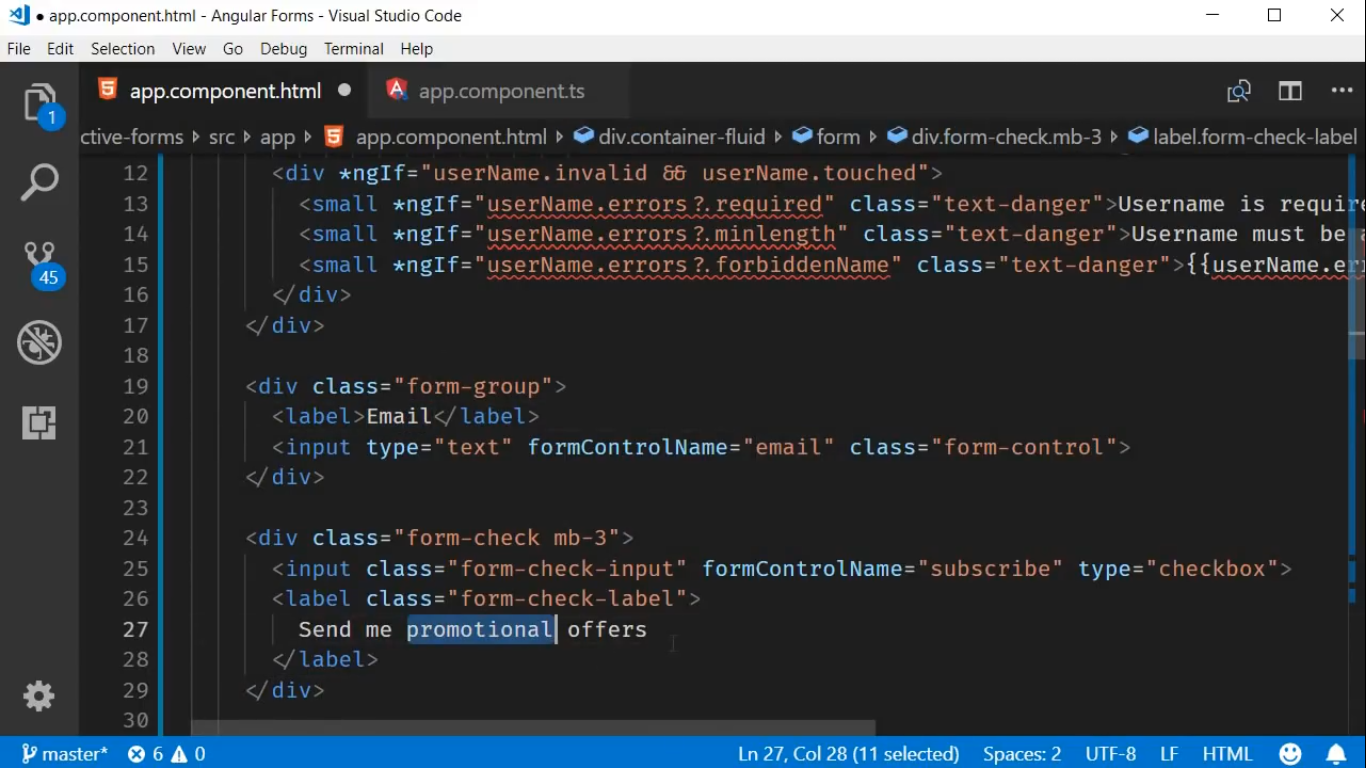 app.component.html - Angular Forms - Visual Studio Code
File Edit Selection View Go Debug Terminal Help
1
45
app.component.html
app.component.ts
ctive-forms src app app.component.html div.container-fluid form div.form-check.mb-3 label.form-check-label
12 <div *ngIf="userName.invalid && userName.touched">
13 <small *ngIf="userName.errors?.required" class="text-danger">Username is require
14 <small *ngIf="userName.errors?.minlength" class="text-danger">Username must be a
15 <small *ngIf="userName.errors?.forbiddenName" class="text-danger">{{userName.err
16 </div>
17 </div>
18
19 <div class="form-group">
20 <label>Email</label>
21 <input type="text" formControlName="email" class="form-control">
22 </div>
23
24 <div class="form-check mb-3">
25 <input class="form-check-input" formControlName="subscribe" type="checkbox">
26 <label class="form-check-label">
27 Send me promotional offers
28 </label>
29 </div>
30
master* 6 0 Ln 27, Col 28 (11 selected) Spaces: 2 UTF-8 LF HTML